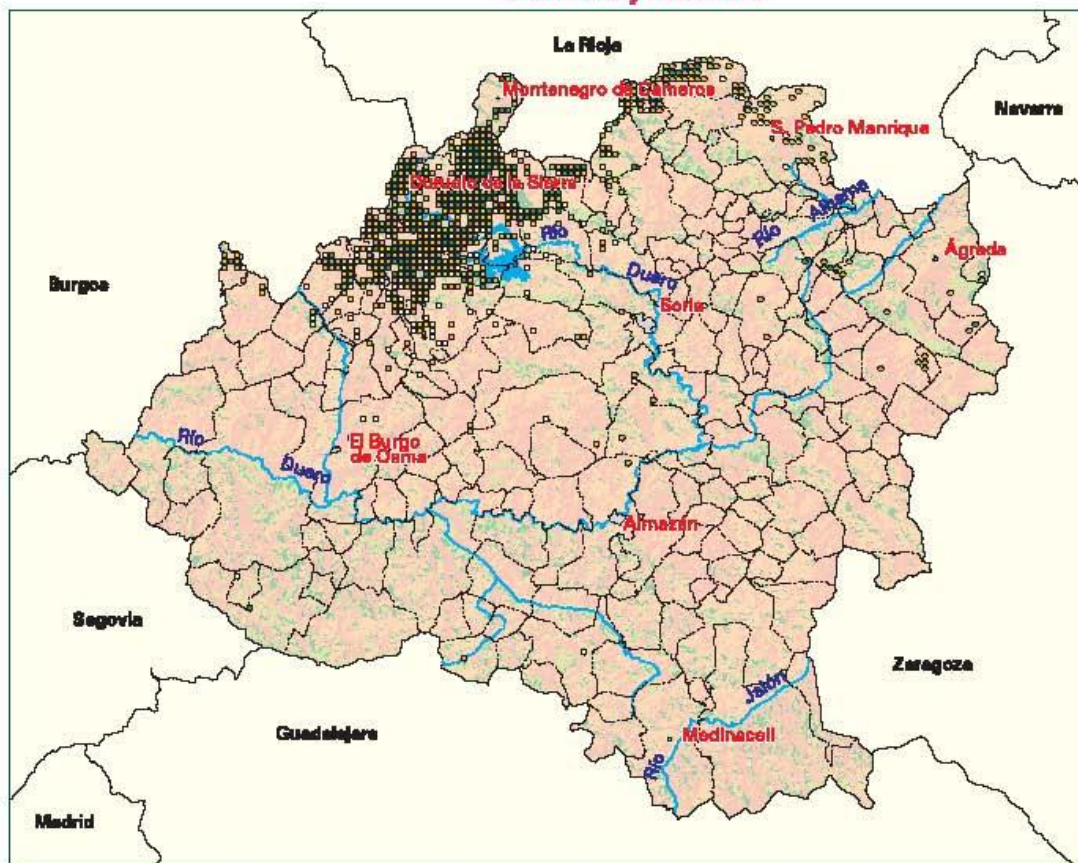 La Rioja
Montenegro de Cameros
Navarra
S. Pedro Manrique
Río Alhama
Ágreda
Río Duero
Soria
Burgos
Río Duero
El Burgo
de Osma
Almazán
Segovia
Zaragoza
Río Jalón
Medinaceli
Guadalajara
Madrid